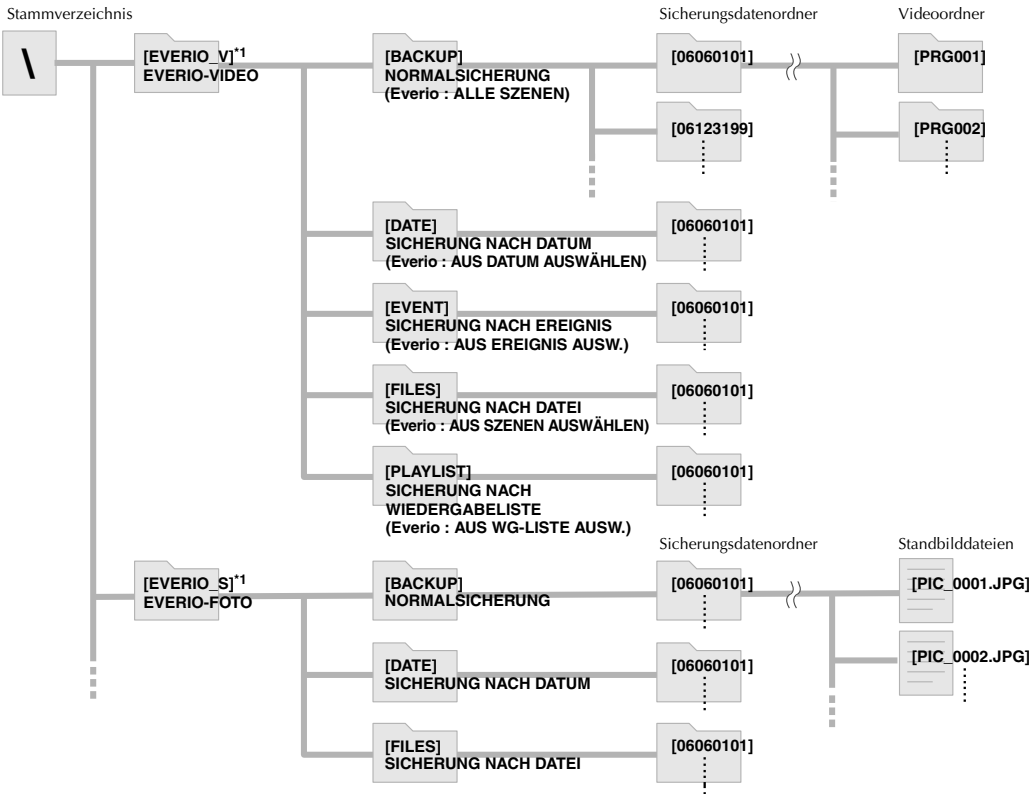 Stammverzeichnis
Sicherungsdatenordner
Videoordner
\
[EVERIO_V]*1
EVERIO-VIDEO
[BACKUP]
NORMALSICHERUNG
(Everio : ALLE SZENEN)
[06060101]
[PRG001]
[06123199]
[PRG002]
[DATE]
SICHERUNG NACH DATUM
(Everio : AUS DATUM AUSWÄHLEN)
[06060101]
[EVENT]
SICHERUNG NACH EREIGNIS
(Everio : AUS EREIGNIS AUSW.)
[06060101]
[FILES]
SICHERUNG NACH DATEI
(Everio : AUS SZENEN AUSWÄHLEN)
[06060101]
[PLAYLIST]
SICHERUNG NACH
WIEDERGABELISTE
(Everio : AUS WG-LISTE AUSW.)
[06060101]
Sicherungsdatenordner
Standbilddateien
[EVERIO_S]*1
EVERIO-FOTO
[BACKUP]
NORMALSICHERUNG
[06060101]
[PIC_0001.JPG]
[PIC_0002.JPG]
[DATE]
SICHERUNG NACH DATUM
[06060101]
[FILES]
SICHERUNG NACH DATEI
[06060101]